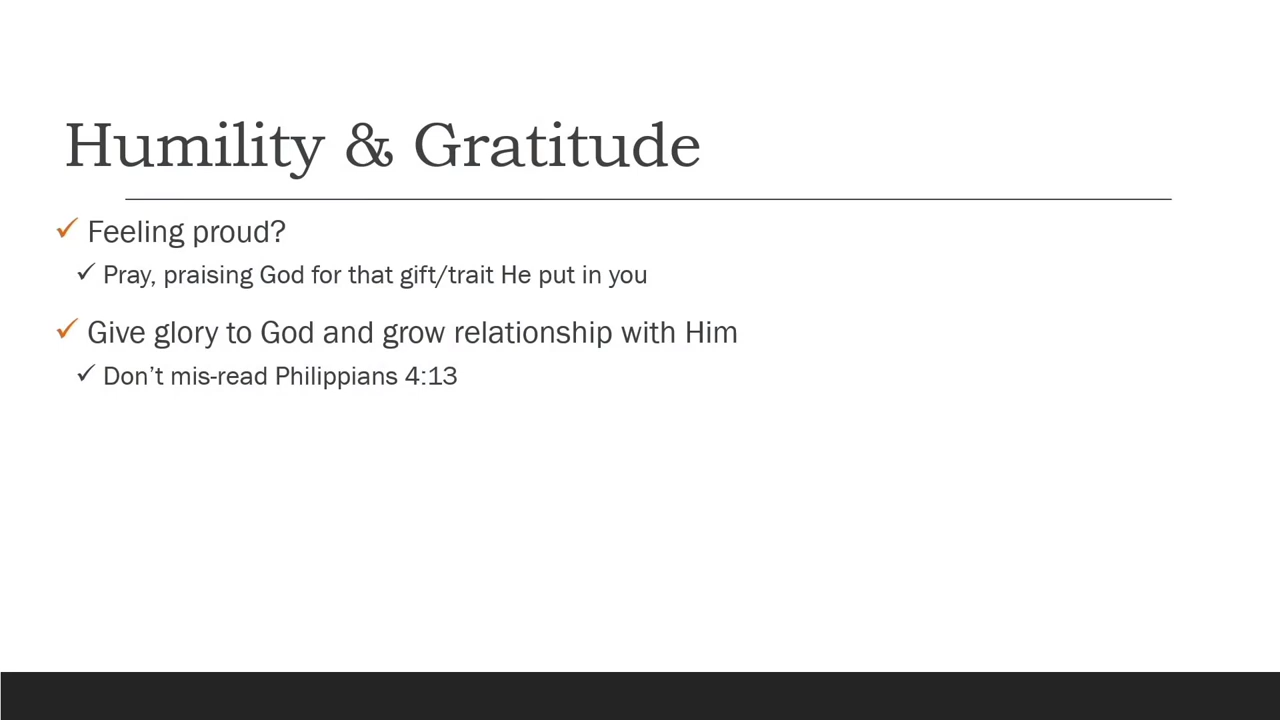 Humility & Gratitude
Feeling proud?
Pray, praising God for that gift/trait He put in you
Give glory to God and grow relationship with Him
Don’t mis-read Philippians 4:13